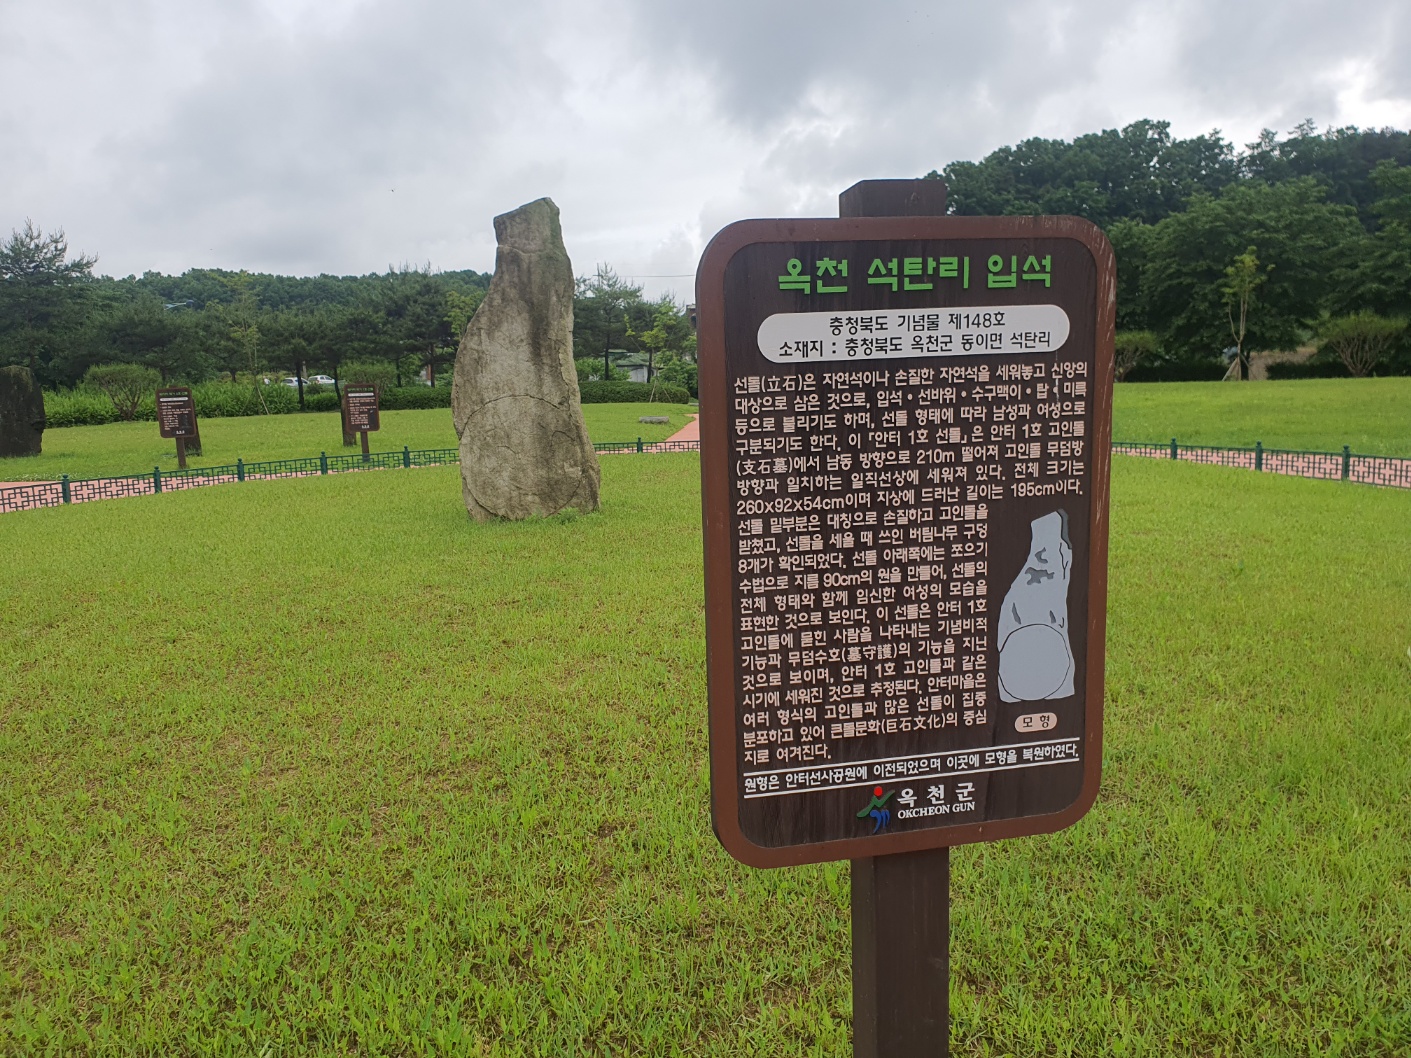 옥천 석탄리 입석
충청북도 기념물 제148호
소재지 : 충청북도 옥천군 동이면 석탄리
선돌(立石)은 자연석이나 손질한 자연석을 세워놓고 신앙의
대상으로 삼은 것으로, 입석·선바위·수구맥이·탑·미륵
등으로 불리기도 하며, 선돌 형태에 따라 남성과 여성으로
구분되기도 한다. 이 「안터 1호 선돌」은 안터 1호 고인돌
(支石墓)에서 남동 방향으로 210m 떨어져 고인돌 무덤방
방향과 일치하는 일직선상에 세워져 있다. 전체 크기는
260x92x54cm이며 지상에 드러난 길이는 195cm이다.
선돌 밑부분은 대칭으로 손질하고 고인돌을
받쳤고, 선돌을 세울 때 쓰인 버팀나무 구덩
8개가 확인되었다. 선돌 아래쪽에는 쪼으기
수법으로 지름 90cm의 원을 만들어, 선돌의
전체 형태와 함께 임신한 여성의 모습을
표현한 것으로 보인다. 이 선돌은 안터 1호
고인돌에 묻힌 사람을 나타내는 기념비적
기능과 무덤수호(墓守護)의 기능을 지닌
것으로 보이며, 안터 1호 고인돌과 같은
시기에 세워진 것으로 추정된다. 안터마을은
여러 형식의 고인돌과 많은 선돌이 집중
분포하고 있어 큰돌문화(巨石文化)의 중심
지로 여겨진다.
모형
원형은 안터선사공원에 이전되었으며 이곳에 모형을 복원하였다.
옥천군
OKCHEON GUN